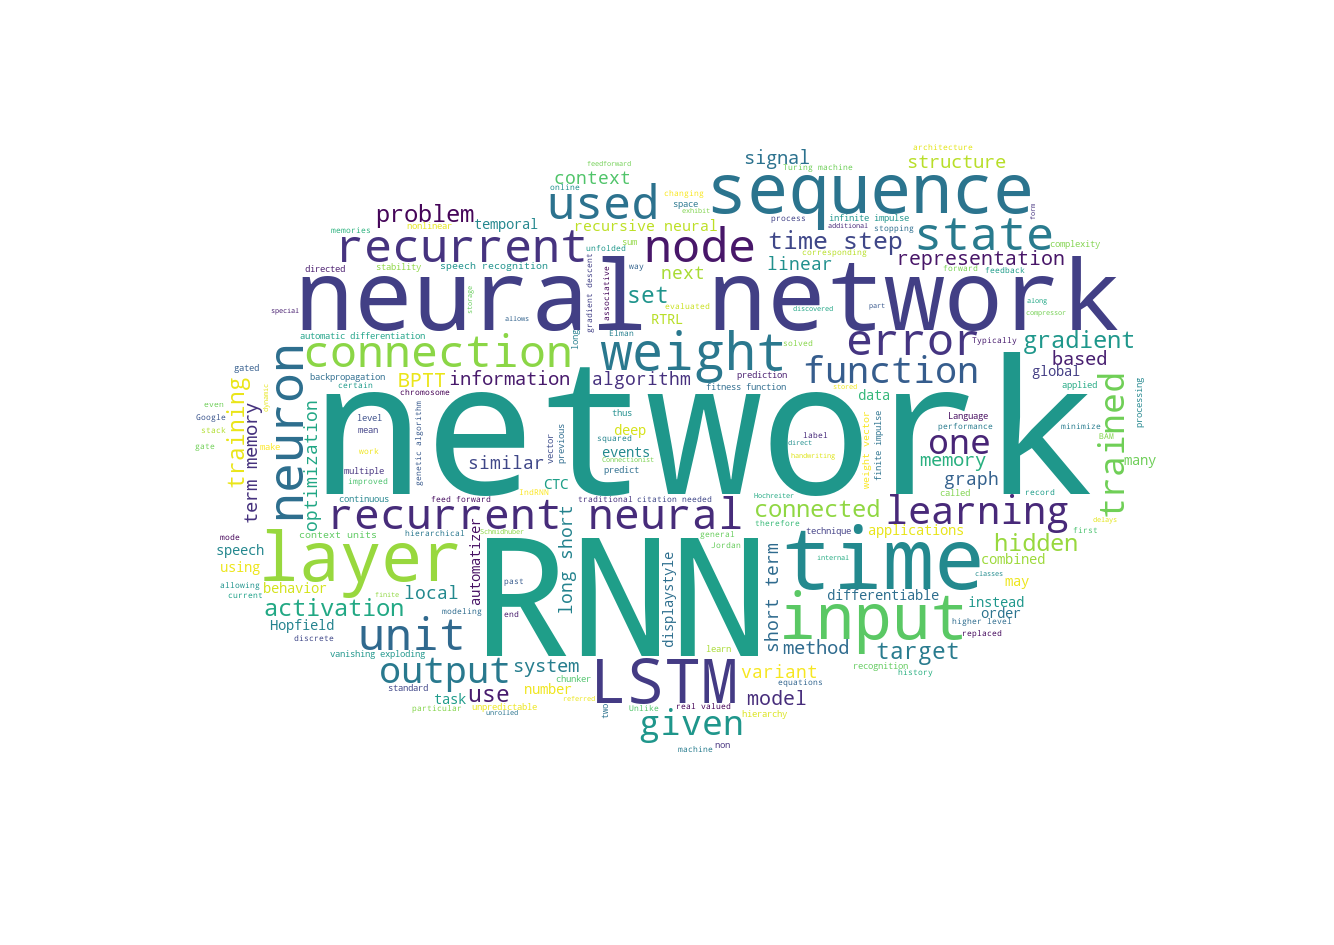 architecture
signal
structure
Turing machine
feedforward
context
sequence
online
used
changing
space
exhibit
process
infinite impulse
form
problem
nonlinear
temporal
recursive neural
additional
stopping
state
memories
recurrent
sum
node
time step
complexity
unfolded
corresponding
representation
directed
stability
speech recognition
gradient descent
way
next
linear
forward
feedback
associative
neural network
special
storage
allows
set
evaluated
discovered
part
along
compressor
RTRL
long
Elman
automatic differentiation
connection
weight
solved
error
Typically
gradient
gated
backpropagation
BPTT
information
algorithm
prediction
function
based
global
certain
chromosome
fitness function
stored
data
applied
processing
even
Google
stack
gate
training
term memory
dynamic
make
neuron
optimization
network
level
mean
work
multiple
improved
continuous
genetic algorithm
thus
deep
squared
events
Connectionist
predict
similar
vector
previous
CTC
label
direct
handwriting
weight vector
finite impulse
Language
performance
one
memory
graph
minimize
BAM
many
trained
feed forward
IndRNN
traditional citation needed
Hochreiter
called
record
recurrent neural
connected
learning
therefore
delays
first
mode
speech
context units
hierarchical
Schmidhuber
general
Jordan
technique
applications
hidden
using
layer
automatizer
long short
displaystyle
short term
time
internal
combined
allowing
current
behavior
past
classes
may
finite
local
differentiable
instead
order
activation
modeling
end
RNN
input
Hopfield
discrete
unit
higher level
replaced
vanishing exploding
learn
method
target
output
system
recognition
history
standard
chunker
LSTM
variant
equations
task
use
number
referred
model
particular
unpredictable
unrolled
two
Unlike
real valued
hierarchy
given
machine
non